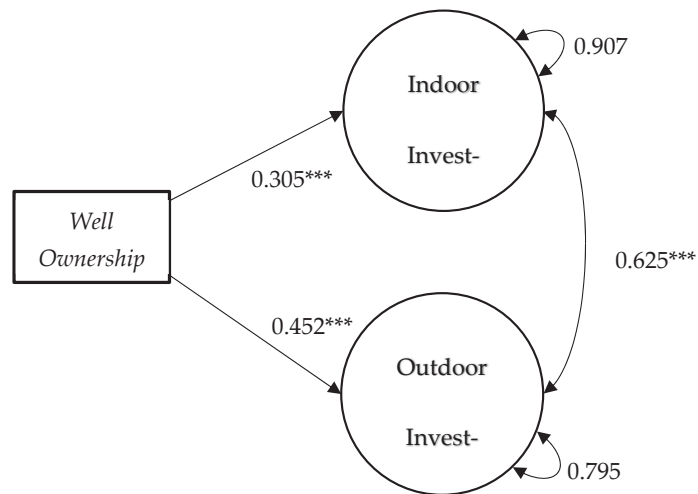 0.907
Indoor
Invest-
0.305***
Well
Ownership
0.625***
0.452***
Outdoor
Invest-
0.795